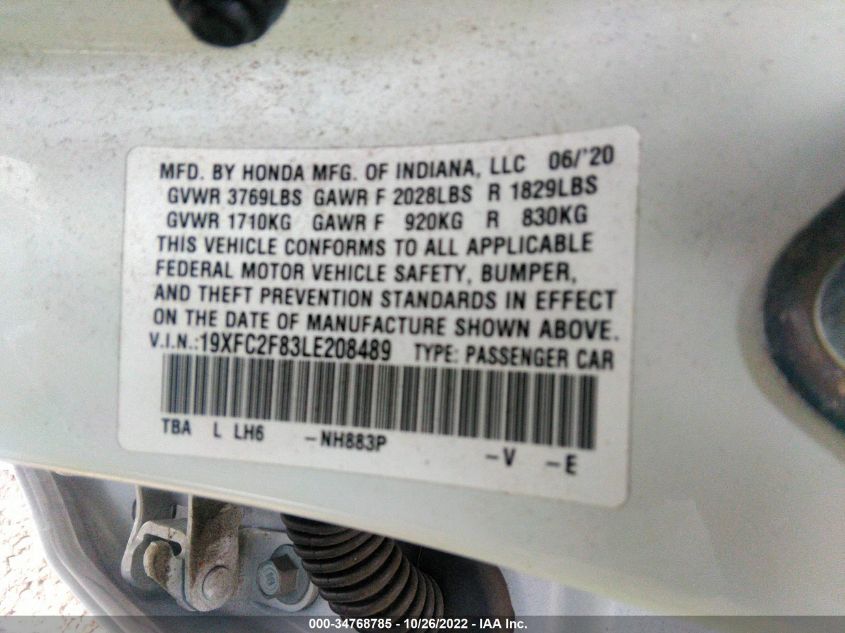 MFD. BY HONDA MFG. OF INDIANA, LLC 06/'20
GVWR 3769LBS GAWR F 2028LBS R 1829LBS
GVWR 1710KG GAWR F 920KG R 830KG
THIS VEHICLE CONFORMS TO ALL APPLICABLE
FEDERAL MOTOR VEHICLE SAFETY, BUMPER,
AND THEFT PREVENTION STANDARDS IN EFFECT
ON THE DATE OF MANUFACTURE SHOWN ABOVE.
V.I.N.:19XFC2F83LE208489 TYPE: PASSENGER CAR
TBA L LH6 -NH883P
-V -E
000-34768785 - 10/26/2022 - IAA Inc.